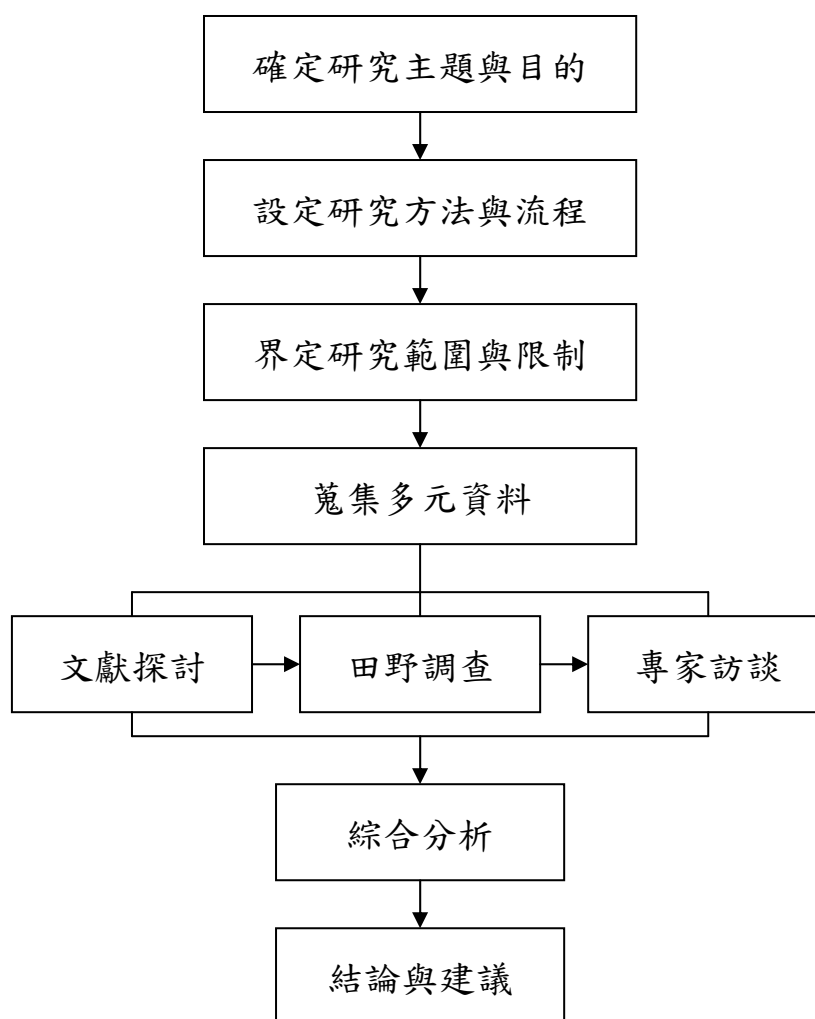 確定研究主題與目的
設定研究方法與流程
界定研究範圍與限制
蒐集多元資料
文獻探討
田野調查
專家訪談
綜合分析
結論與建議